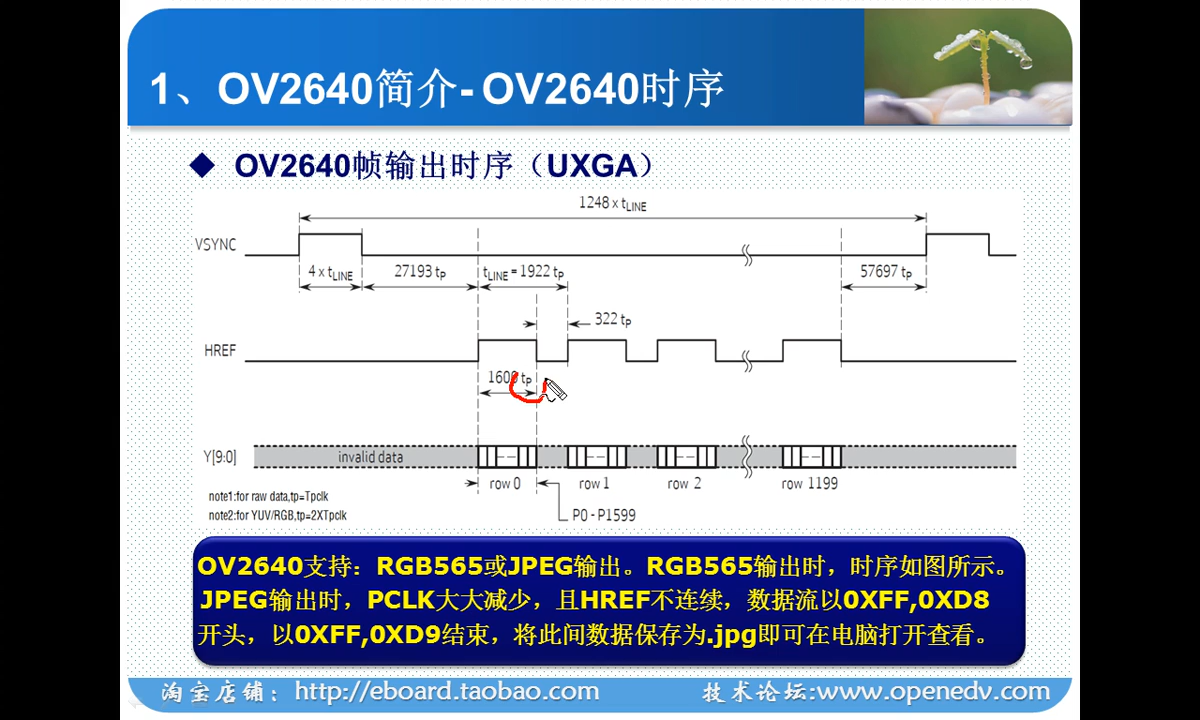 1、OV2640简介- OV2640时序
◆ OV2640帧输出时序（UXGA）
1248 x tLINE
VSYNC
4 x tLINE 27193 tP tLINE = 1922 tP 57697 tP
322 tP
HREF
1600 tP
Y[9:0] invalid data
row 0 row 1 row 2 row 1199
note1:for raw data,tp=Tpclk
note2:for YUV/RGB,tp=2XTpclk
P0 - P1599
OV2640支持：RGB565或JPEG输出。RGB565输出时，时序如图所示。
JPEG输出时，PCLK大大减少，且HREF不连续，数据流以0XFF,0XD8
开头，以0XFF,0XD9结束，将此间数据保存为.jpg即可在电脑打开查看。
淘宝店铺：http://eboard.taobao.com 技术论坛:www.openedv.com